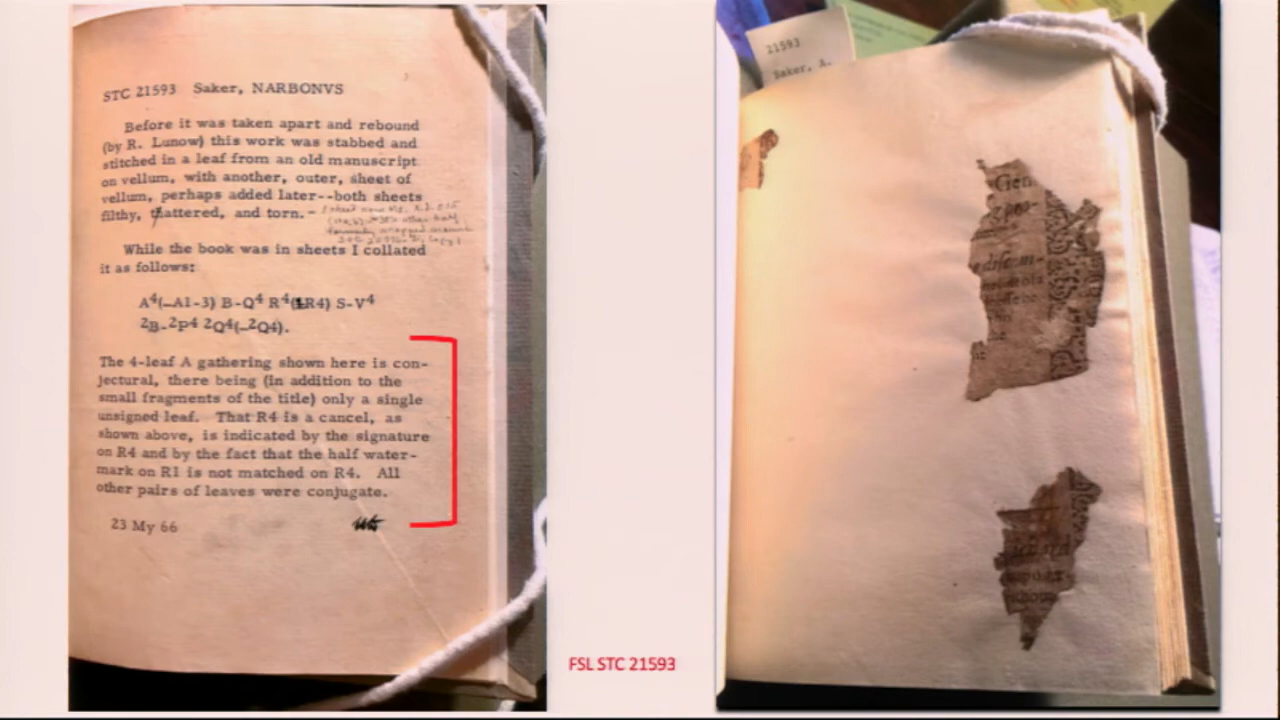 STC 21593 Saker, NARBONVS
Before it was taken apart and rebound
(by R. Lunow) this work was stabbed and
stitched in a leaf from an old manuscript
on vellum, with another, outer, sheet of
vellum, perhaps added later--both sheets
filthy, tattered, and torn.-
While the book was in sheets I collated
it as follows:
A⁴(-A1-3) B-Q⁴ R⁴(±R4) S-V⁴
²B-²P⁴ ²Q⁴(-²Q4).
The 4-leaf A gathering shown here is con-
jectural, there being (in addition to the
small fragments of the title) only a single
unsigned leaf. That R4 is a cancel, as
shown above, is indicated by the signature
on R4 and by the fact that the half water-
mark on R1 is not matched on R4. All
other pairs of leaves were conjugate.
23 My 66
FSL STC 21593
21593
Saker, A.
Gen